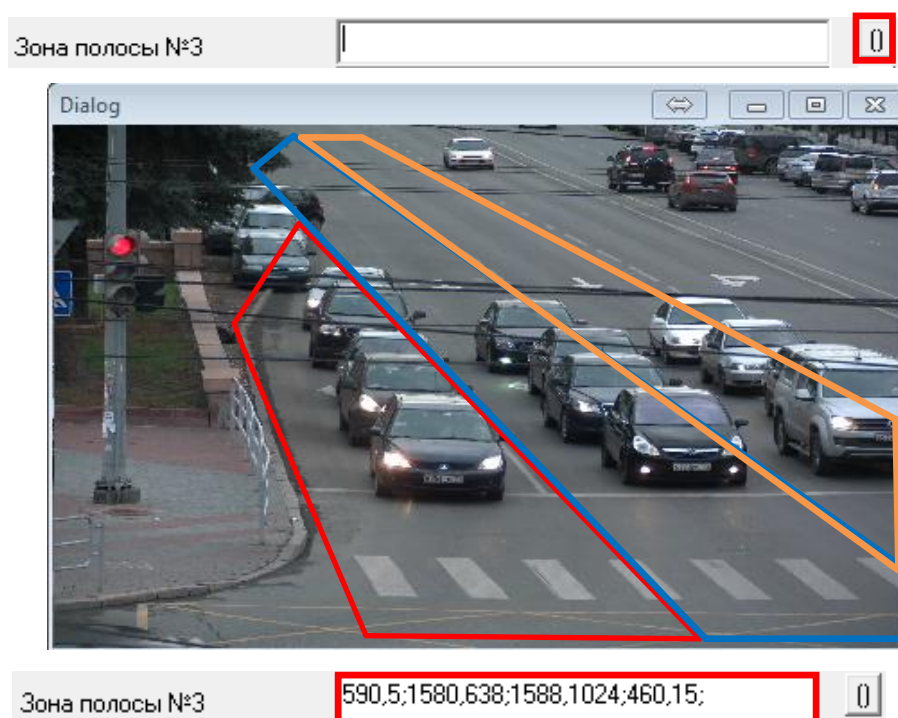 Зона полосы №3
()
Dialog
Зона полосы №3
590,5;1580,638;1588,1024;460,15;
()